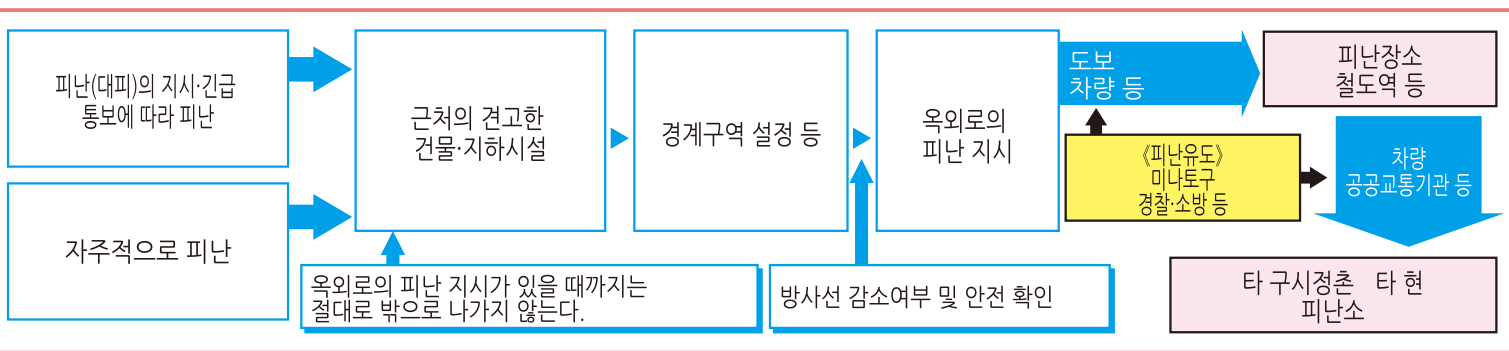 피난(대피)의 지시·긴급
통보에 따라 피난
자주적으로 피난
근처의 견고한
건물·지하시설
옥외로의 피난 지시가 있을 때까지는
절대로 밖으로 나가지 않는다.
경계구역 설정 등
방사선 감소여부 및 안전 확인
옥외로의
피난 지시
도보
차량 등
《피난유도》
미나토구
경찰·소방 등
피난장소
철도역 등
차량
공공교통기관 등
타 구시정촌 타 현
피난소